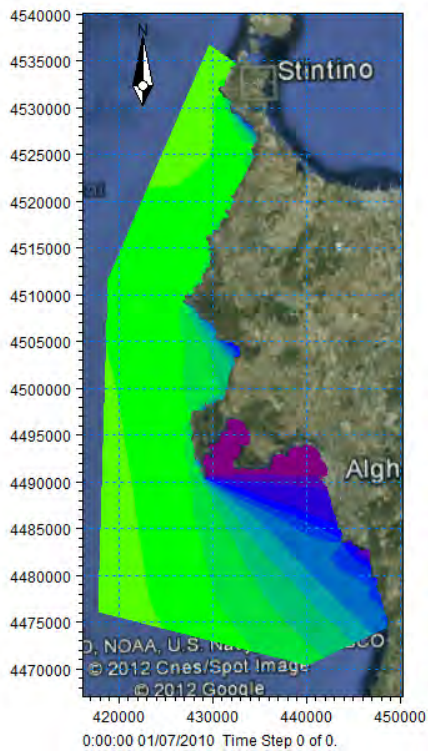 4540000
N
Stintino
4535000
4530000
4525000
4520000
4515000
4510000
4505000
4500000
4495000
Algh
4490000
4485000
4480000
4475000
NOAA, U.S.
CO
4470000
© 2012 Cnes/Spot Image
© 2012 Google
420000 430000 440000 450000
0:00:00 01/07/2010 Time Step 0 of 0.